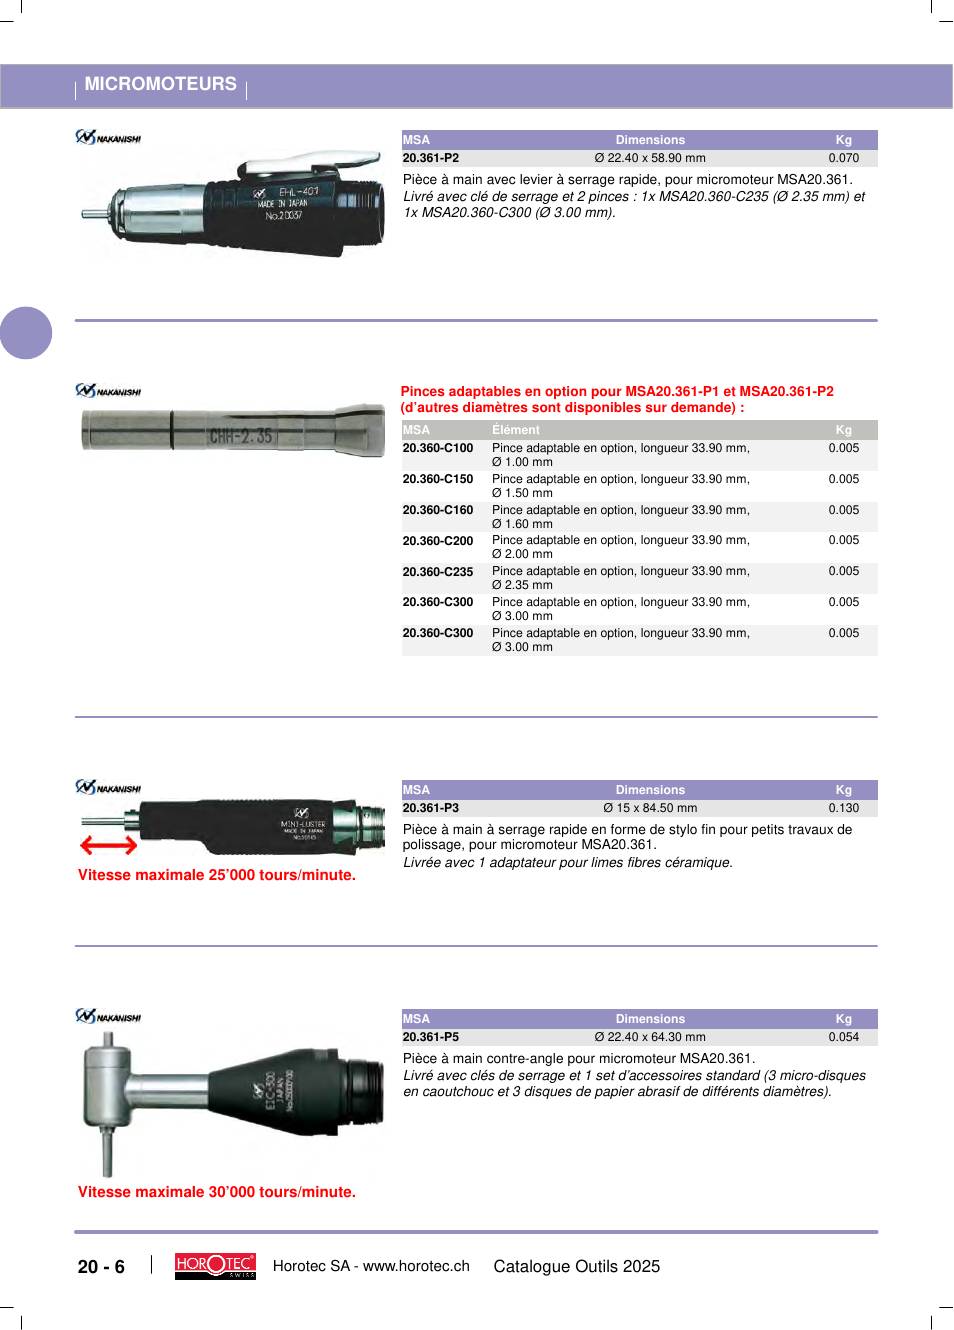 MICROMOTEURS
NAKANISHI
EHL-401
MADE IN JAPAN
No.20037
MSA Dimensions Kg
20.361-P2 Ø 22.40 x 58.90 mm 0.070
Pièce à main avec levier à serrage rapide, pour micromoteur MSA20.361.
Livré avec clé de serrage et 2 pinces : 1x MSA20.360-C235 (Ø 2.35 mm) et
1x MSA20.360-C300 (Ø 3.00 mm).
NAKANISHI
CHH-2.35
Pinces adaptables en option pour MSA20.361-P1 et MSA20.361-P2
(d’autres diamètres sont disponibles sur demande) :
MSA Élément Kg
20.360-C100 Pince adaptable en option, longueur 33.90 mm, 0.005
Ø 1.00 mm
20.360-C150 Pince adaptable en option, longueur 33.90 mm, 0.005
Ø 1.50 mm
20.360-C160 Pince adaptable en option, longueur 33.90 mm, 0.005
Ø 1.60 mm
20.360-C200 Pince adaptable en option, longueur 33.90 mm, 0.005
Ø 2.00 mm
20.360-C235 Pince adaptable en option, longueur 33.90 mm, 0.005
Ø 2.35 mm
20.360-C300 Pince adaptable en option, longueur 33.90 mm, 0.005
Ø 3.00 mm
20.360-C300 Pince adaptable en option, longueur 33.90 mm, 0.005
Ø 3.00 mm
NAKANISHI
MINI-LUSTER
MADE IN JAPAN
Vitesse maximale 25’000 tours/minute.
MSA Dimensions Kg
20.361-P3 Ø 15 x 84.50 mm 0.130
Pièce à main à serrage rapide en forme de stylo fin pour petits travaux de
polissage, pour micromoteur MSA20.361.
Livrée avec 1 adaptateur pour limes fibres céramique.
NAKANISHI
JAPAN
Vitesse maximale 30’000 tours/minute.
MSA Dimensions Kg
20.361-P5 Ø 22.40 x 64.30 mm 0.054
Pièce à main contre-angle pour micromoteur MSA20.361.
Livré avec clés de serrage et 1 set d’accessoires standard (3 micro-disques
en caoutchouc et 3 disques de papier abrasif de différents diamètres).
20 - 6 HOROTEC SWISS Horotec SA - www.horotec.ch Catalogue Outils 2025